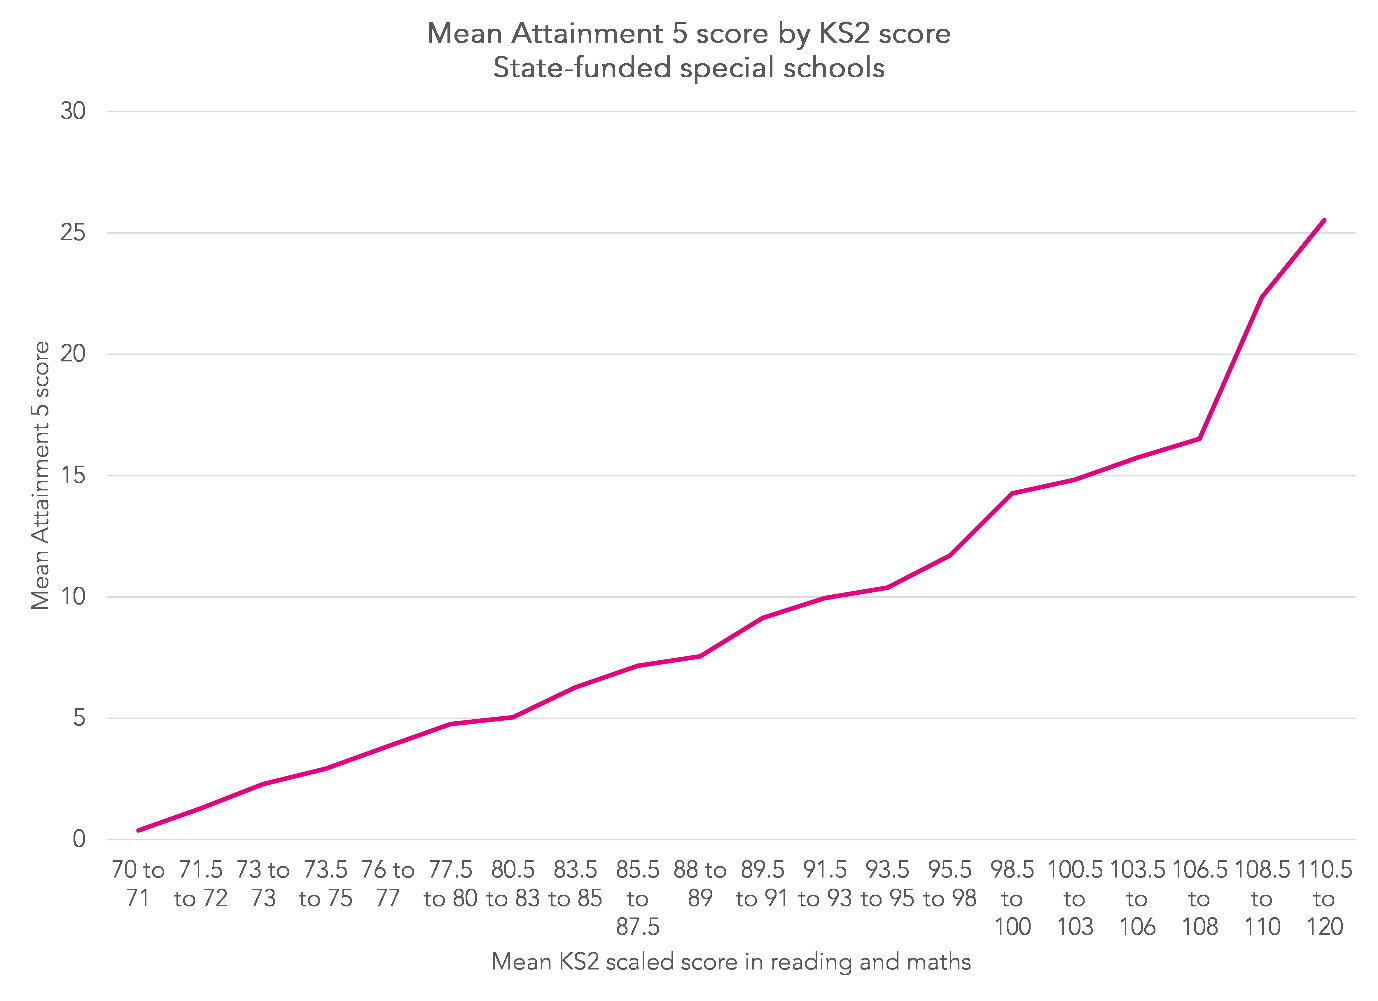 Mean Attainment 5 score by KS2 score
State-funded special schools
30
25
20
15
10
5
0
Mean Attainment 5 score
70 to 71.5 73 to 73.5 76 to 77.5 80.5 83.5 85.5 88 to 89.5 91.5 93.5 95.5 98.5 100.5 103.5 106.5 108.5 110.5
71 to 72 73 to 75 77 to 80 to 83 to 85 to 89 to 91 to 93 to 95 to 98 to to to to to to
87.5 100 103 106 108 110 120
Mean KS2 scaled score in reading and maths